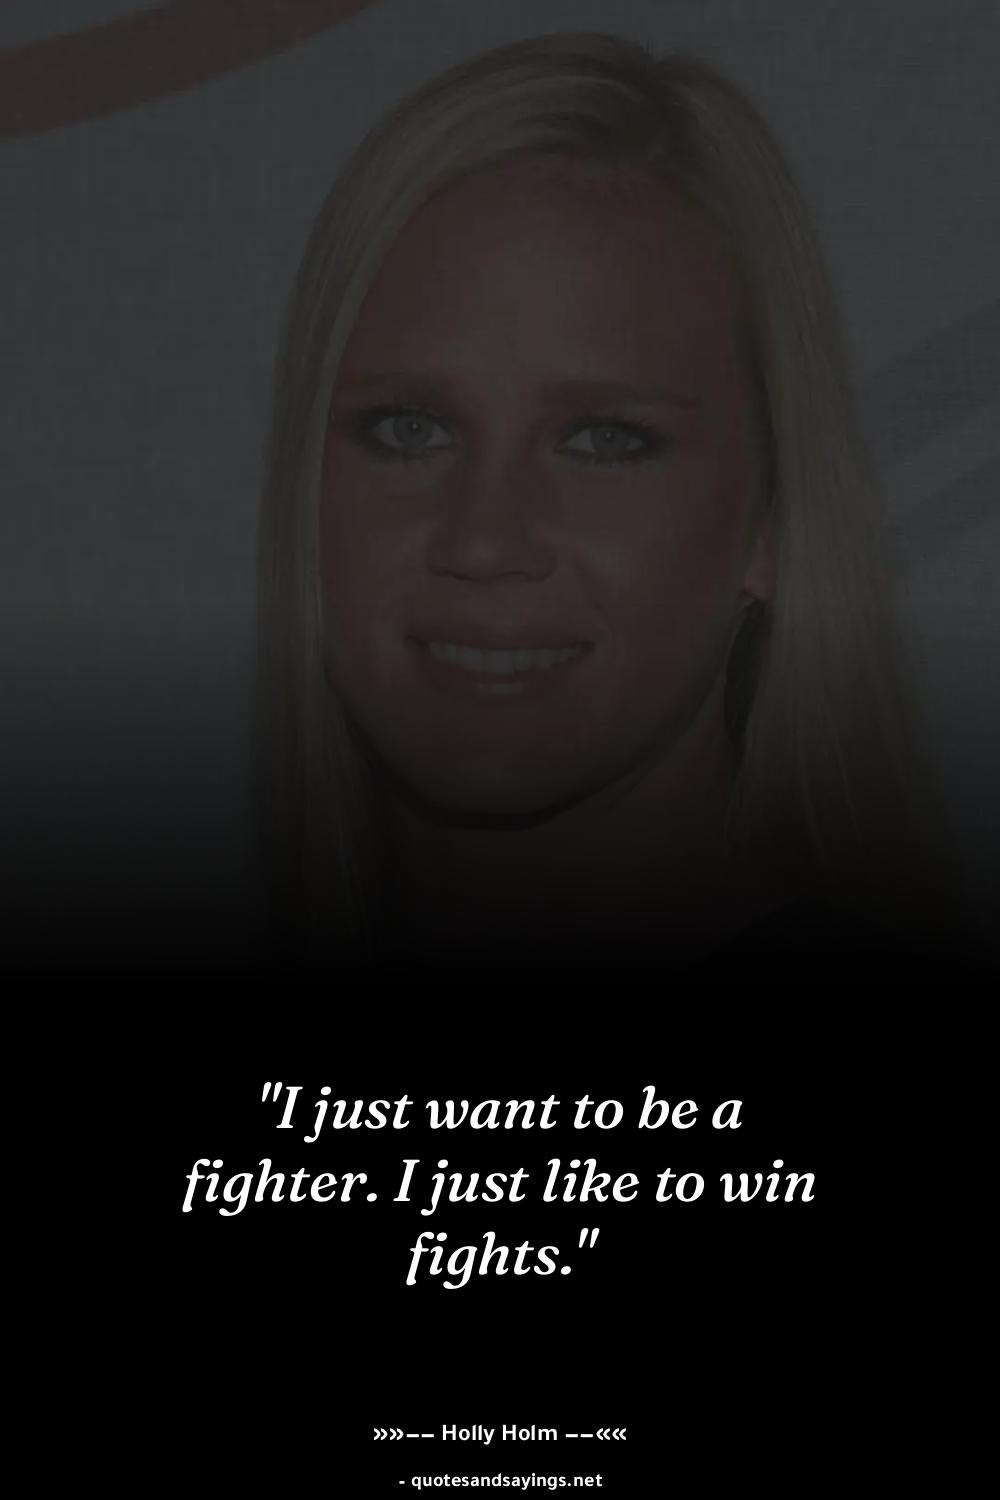 "I just want to be a
fighter. I just like to win
fights."
»»−− Holly Holm −−««
- quotesandsayings.net